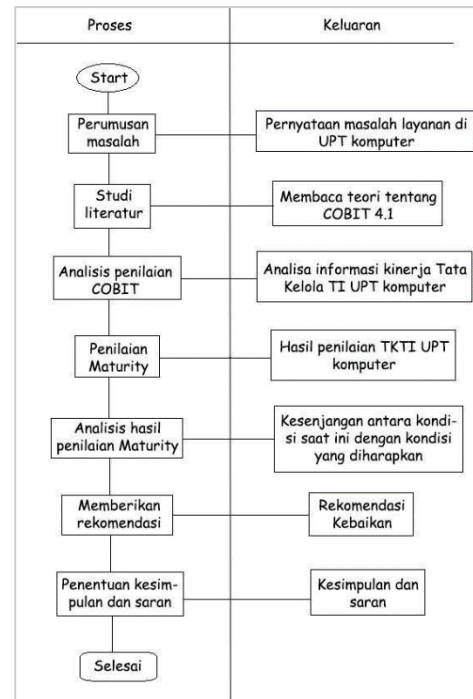 Proses
Keluaran
Start
Perumusan
masalah
Pernyataan masalah layanan di
UPT komputer
Studi
literatur
Membaca teori tentang
COBIT 4.1
Analisis penilaian
COBIT
Analisa informasi kinerja Tata
Kelola TI UPT komputer
Penilaian
Maturity
Hasil penilaian TKTI UPT
komputer
Analisis hasil
penilaian Maturity
Kesenjangan antara kondi-
si saat ini dengan kondisi
yang diharapkan
Memberikan
rekomendasi
Rekomendasi
Kebaikan
Penentuan kesim-
pulan dan saran
Kesimpulan dan
saran
Selesai